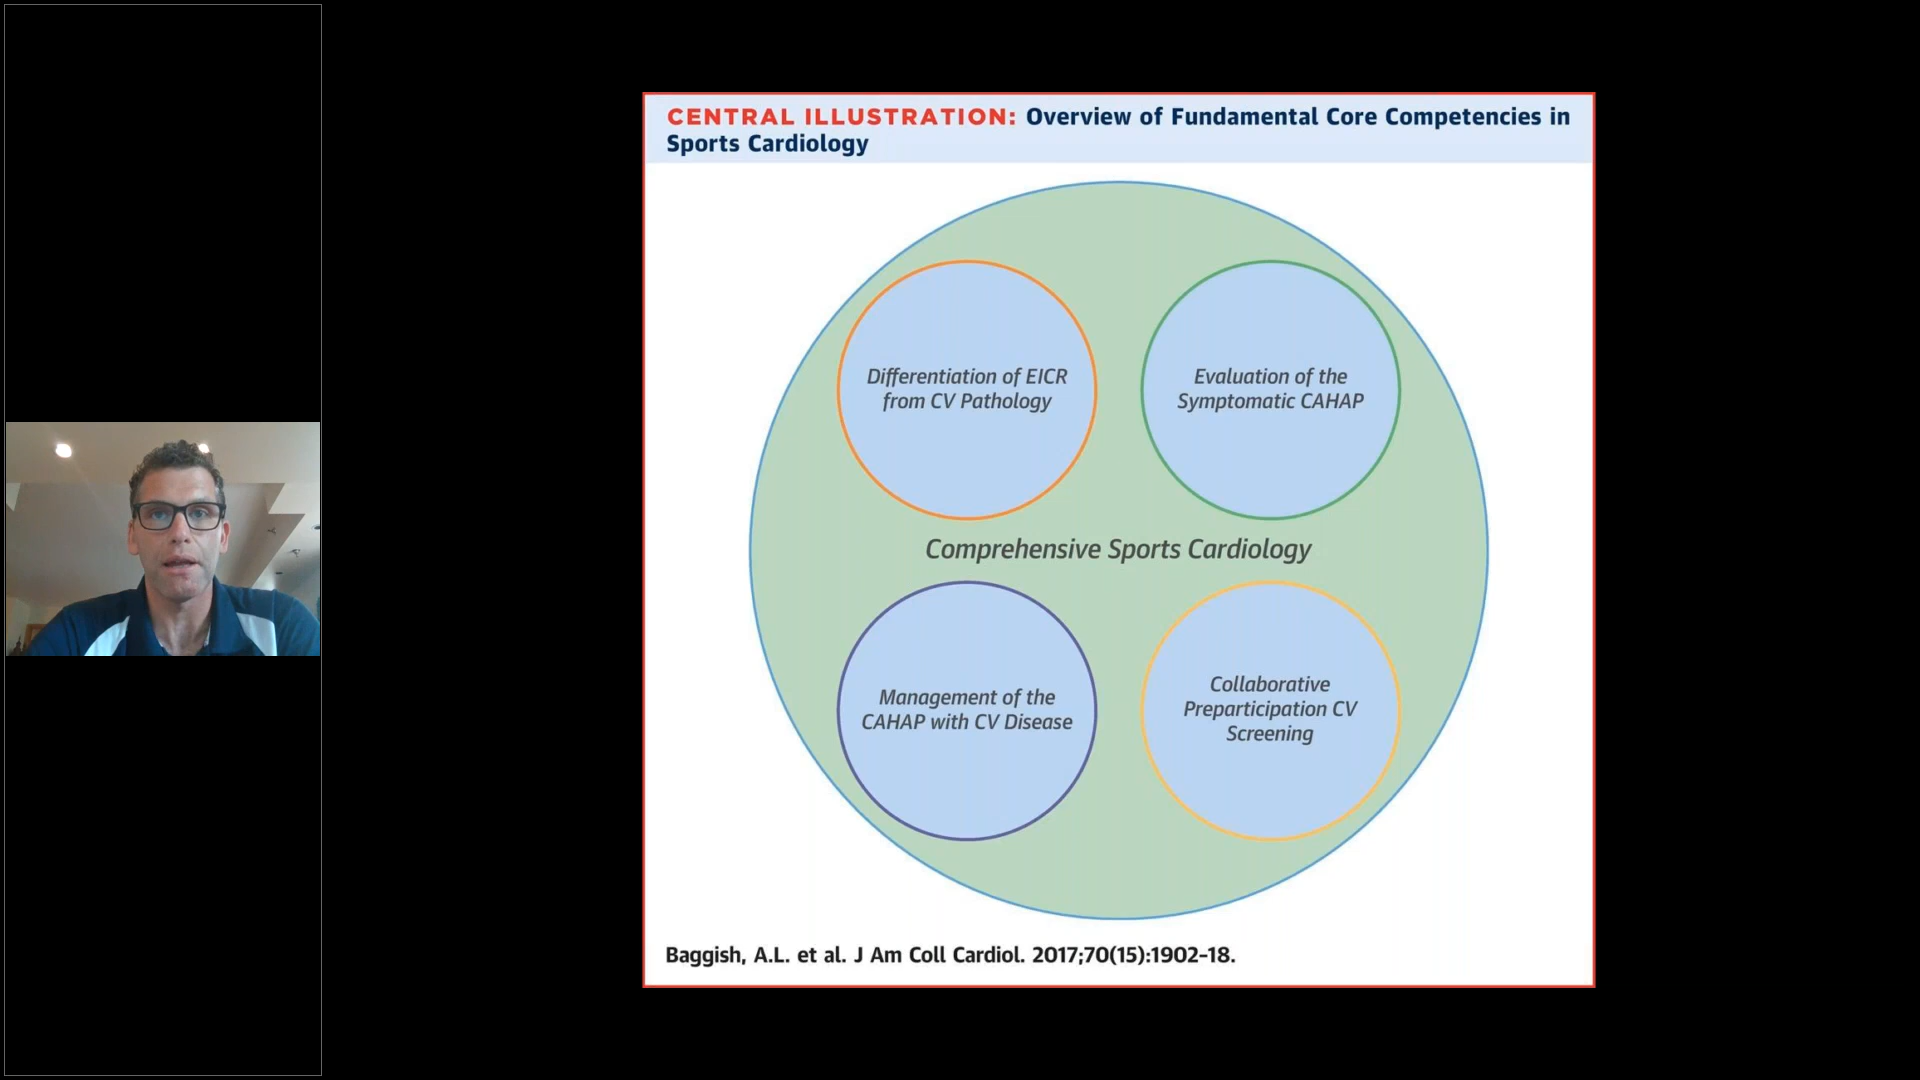 CENTRAL ILLUSTRATION: Overview of Fundamental Core Competencies in
Sports Cardiology
Differentiation of EICR
from CV Pathology
Evaluation of the
Symptomatic CAHAP
Comprehensive Sports Cardiology
Management of the
CAHAP with CV Disease
Collaborative
Preparticipation CV
Screening
Baggish, A.L. et al. J Am Coll Cardiol. 2017;70(15):1902–18.